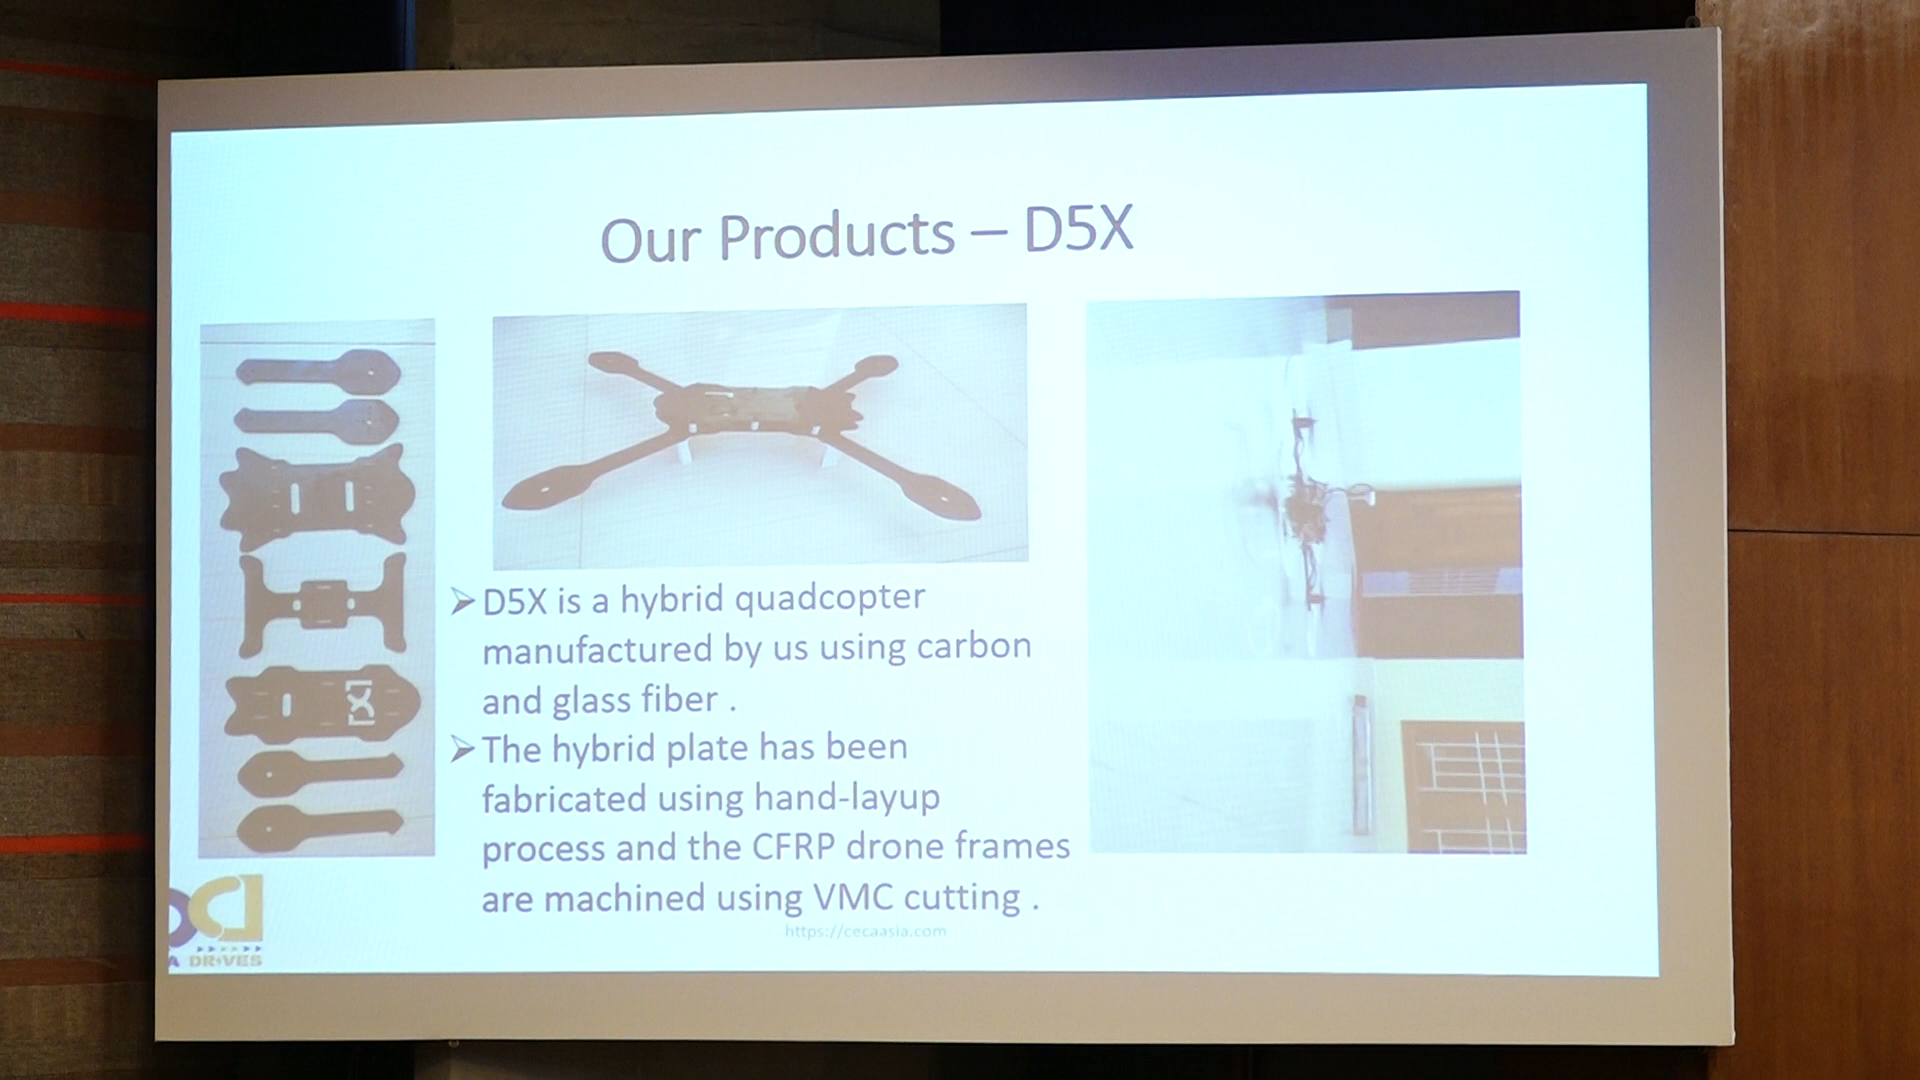 Our Products – D5X
➢ D5X is a hybrid quadcopter
manufactured by us using carbon
and glass fiber .
➢ The hybrid plate has been
fabricated using hand-layup
process and the CFRP drone frames
are machined using VMC cutting .
https://cecaasia.com
A DRIVES